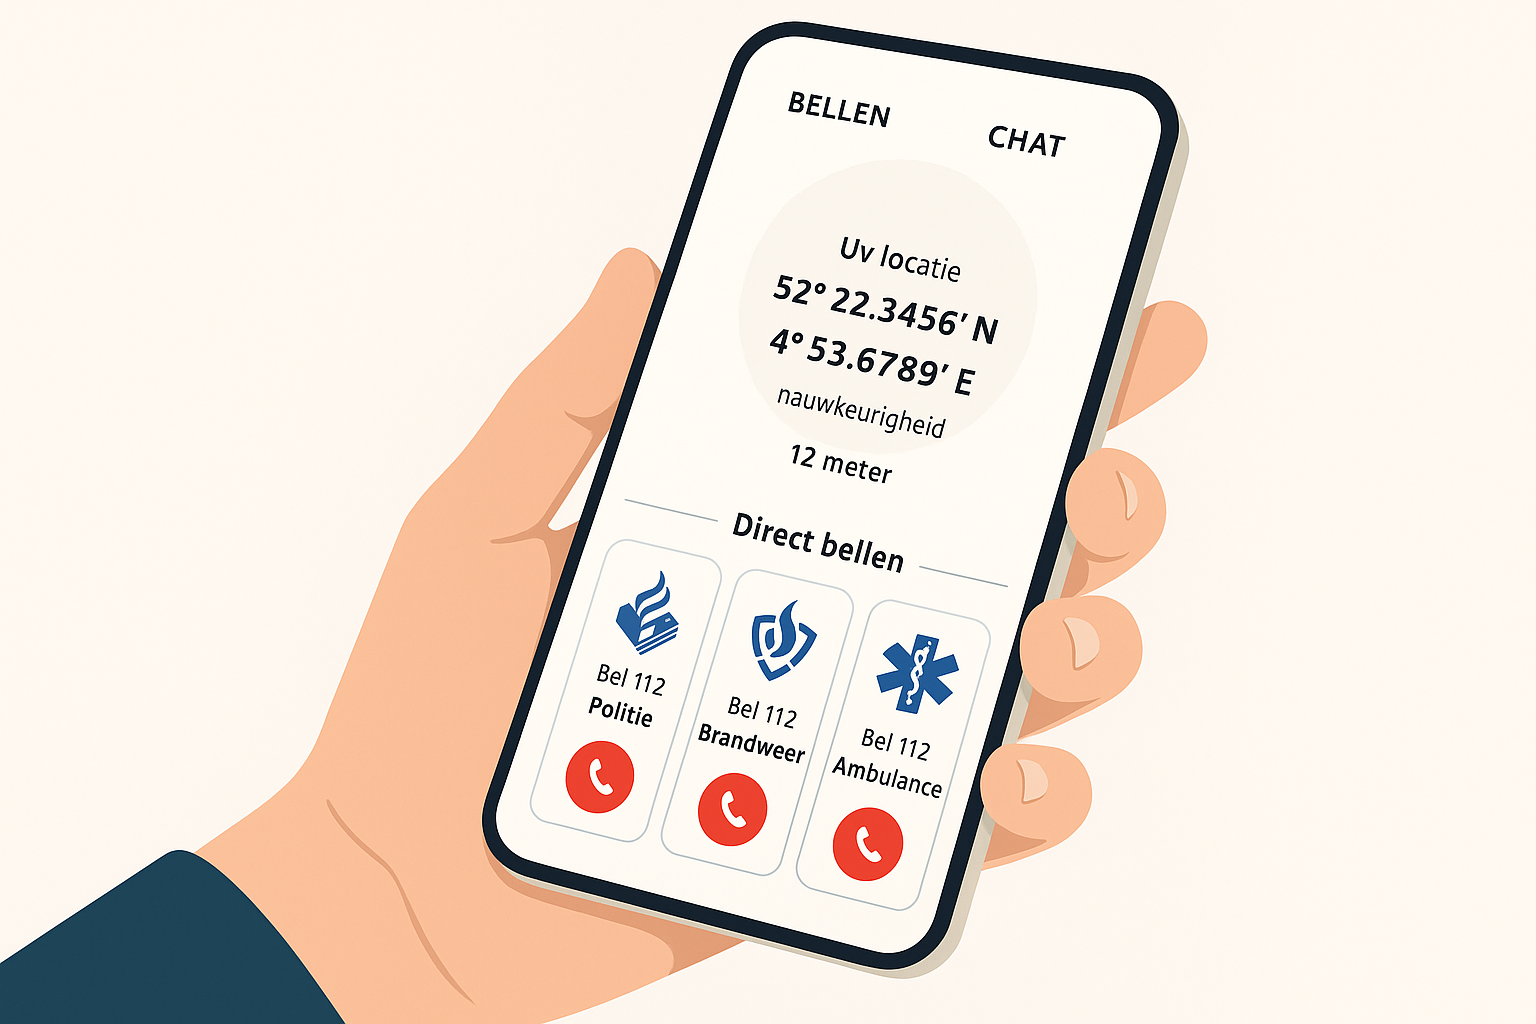 BELLEN
CHAT
Uv locatie
52° 22.3456′ N
4° 53.6789′ E
nauwkeurigheid
12 meter
Direct bellen
Bel 112
Politie
Bel 112
Brandweer
Bel 112
Ambulance